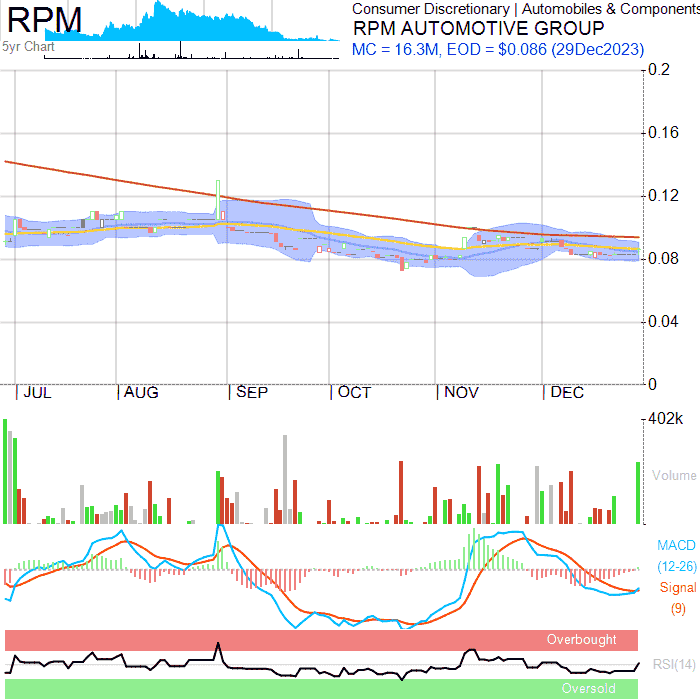 RPM
5yr Chart
Consumer Discretionary | Automobiles & Components
RPM AUTOMOTIVE GROUP
MC = 16.3M, EOD = $0.086 (29Dec2023)
0.2
0.16
0.12
0.08
0.04
0
JUL AUG SEP OCT NOV DEC
402k
Volume
MACD
(12-26)
Signal
(9)
Overbought
RSI(14)
Oversold